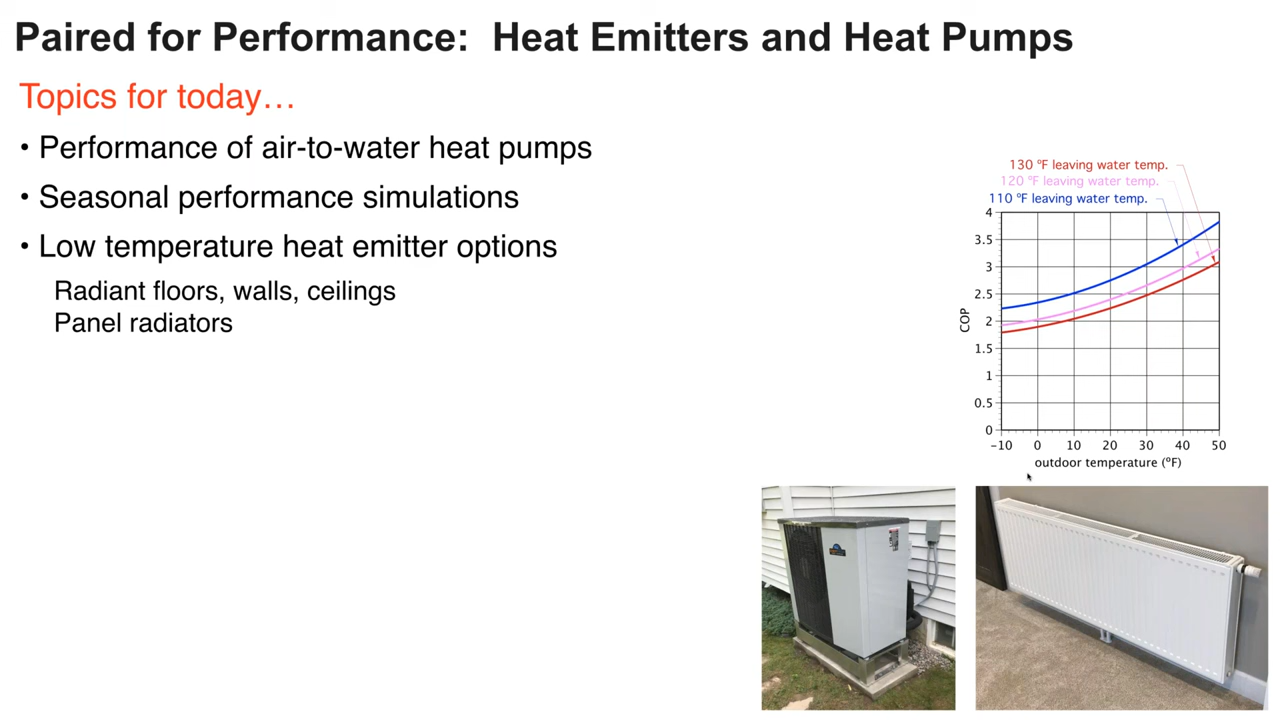 Paired for Performance:  Heat Emitters and Heat Pumps
Topics for today…
• Performance of air-to-water heat pumps
• Seasonal performance simulations
• Low temperature heat emitter options
Radiant floors, walls, ceilings
Panel radiators
130 ºF leaving water temp.
120 ºF leaving water temp.
110 ºF leaving water temp.
4
3.5
3
2.5
2
1.5
1
0.5
0
COP
−10 0 10 20 30 40 50
outdoor temperature (ºF)